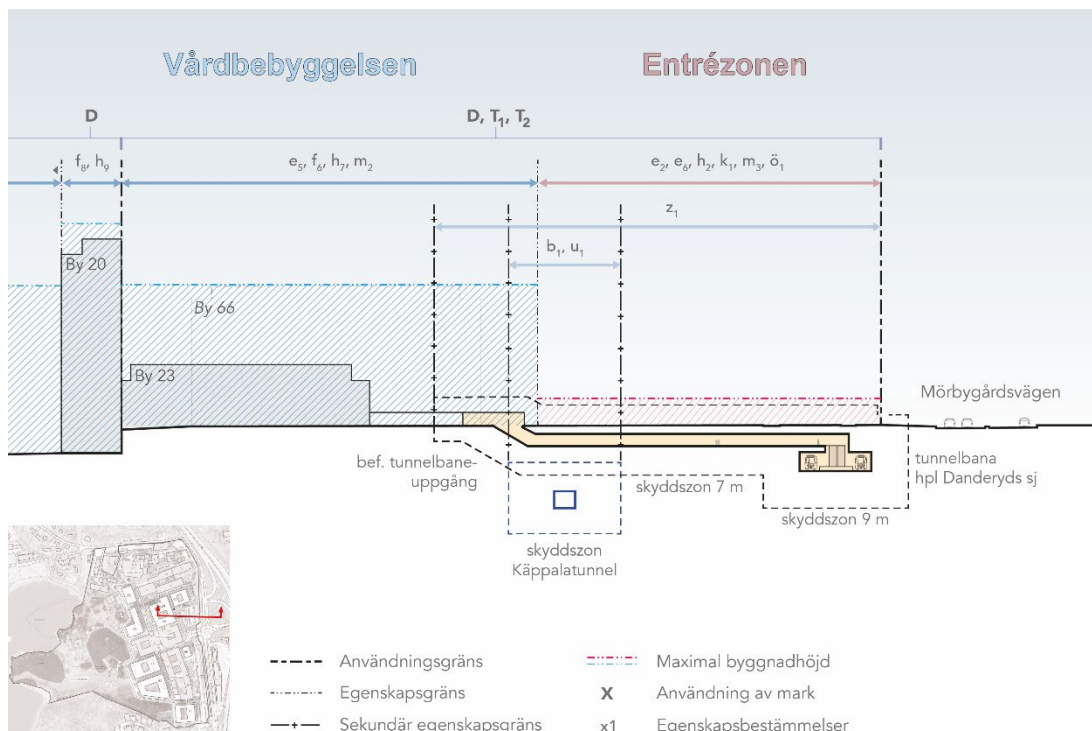 Vårdbebyggelsen
Entrézonen
D
D, T₁, T₂
f₈, h₉
e₅, f₆, h₇, m₂
e₂, e₆, h₂, k₁, m₃, ö₁
z₁
b₁, u₁
By 20
By 66
By 23
Mörbygårdsvägen
bef. tunnelbane-
uppgång
skyddszon 7 m
tunnelbana
hpl Danderyds sj
skyddszon 9 m
skyddszon
Käppalatunnel
Användningsgräns
Egenskapsgräns
Sekundär egenskapsgräns
Maximal byggnadhöjd
X Användning av mark
x1 Egenskapsbestämmelser